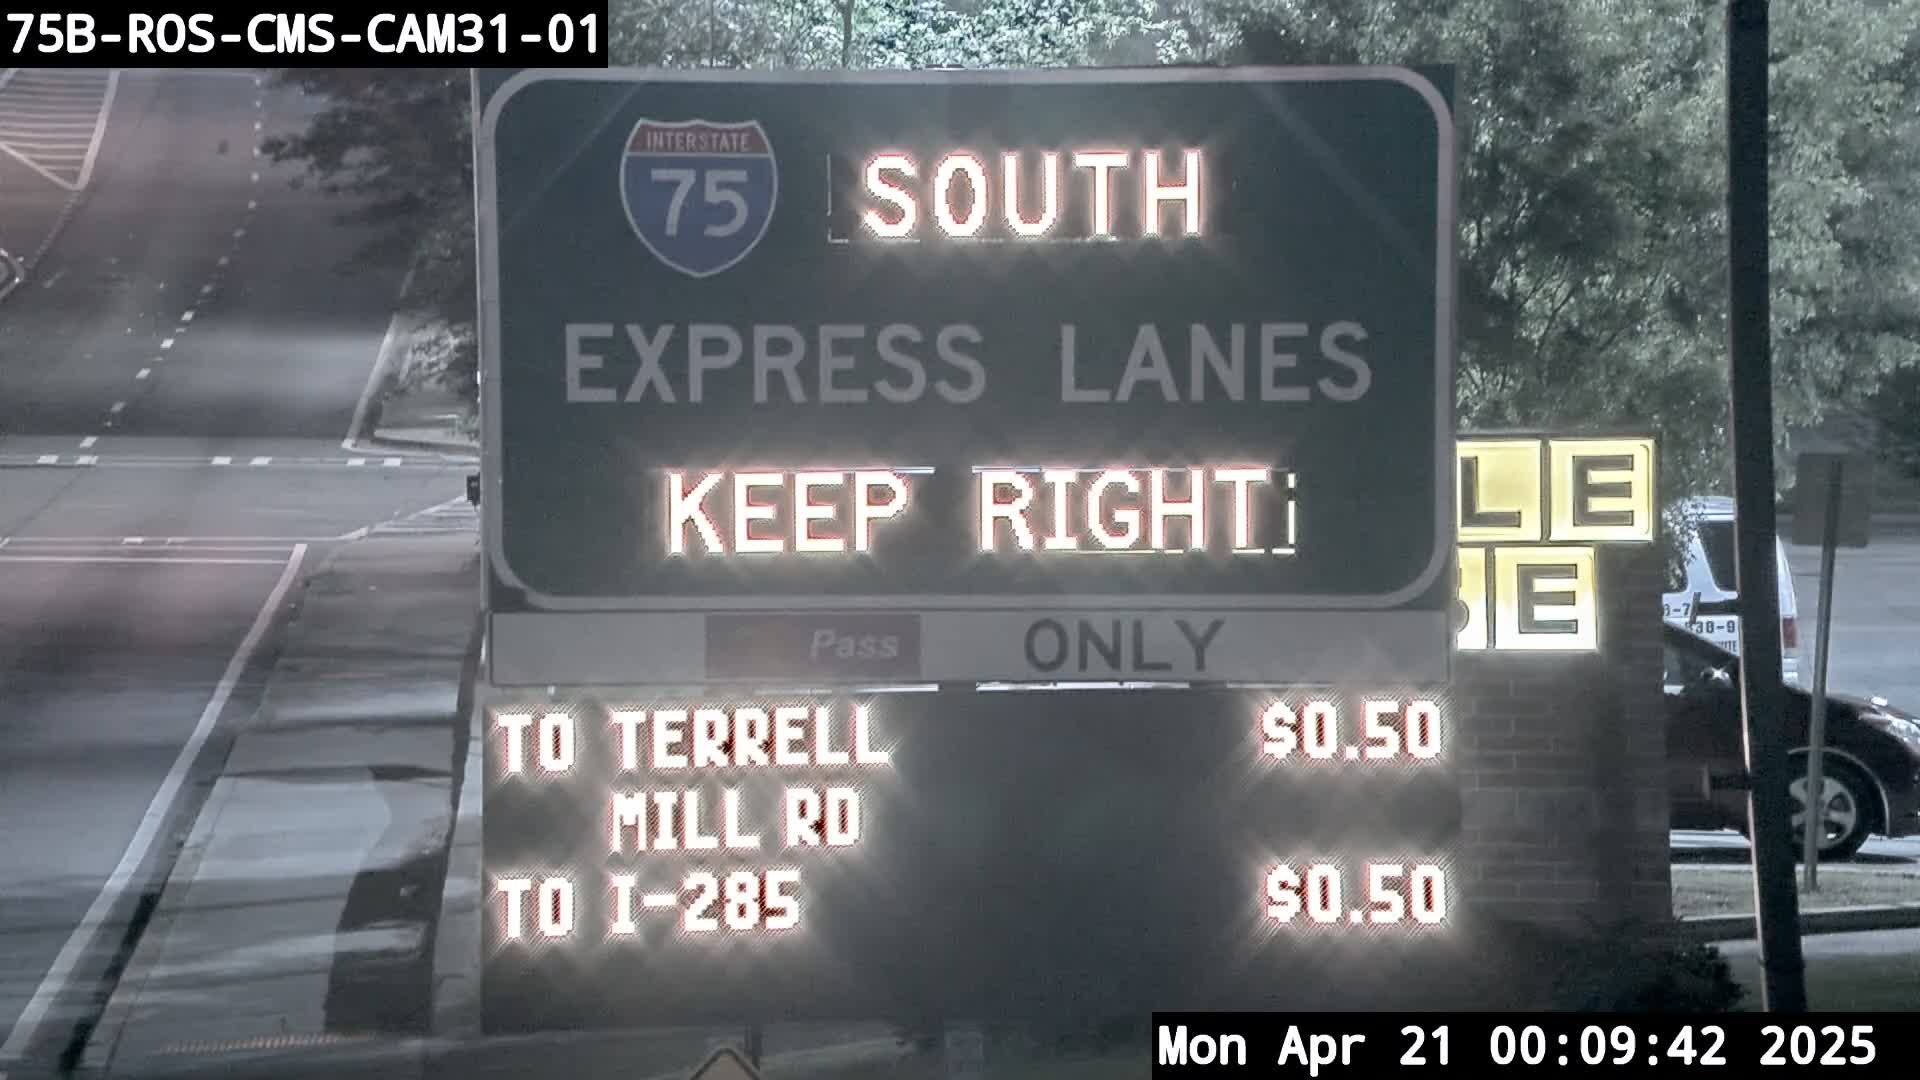 75B-ROS-CMS-CAM31-01
INTERSTATE
75
SOUTH
EXPRESS LANES
KEEP RIGHT
Pass ONLY
TO TERRELL $0.50
MILL RD
TO I-285 $0.50
LE
E
Mon Apr 21 00:09:42 2025